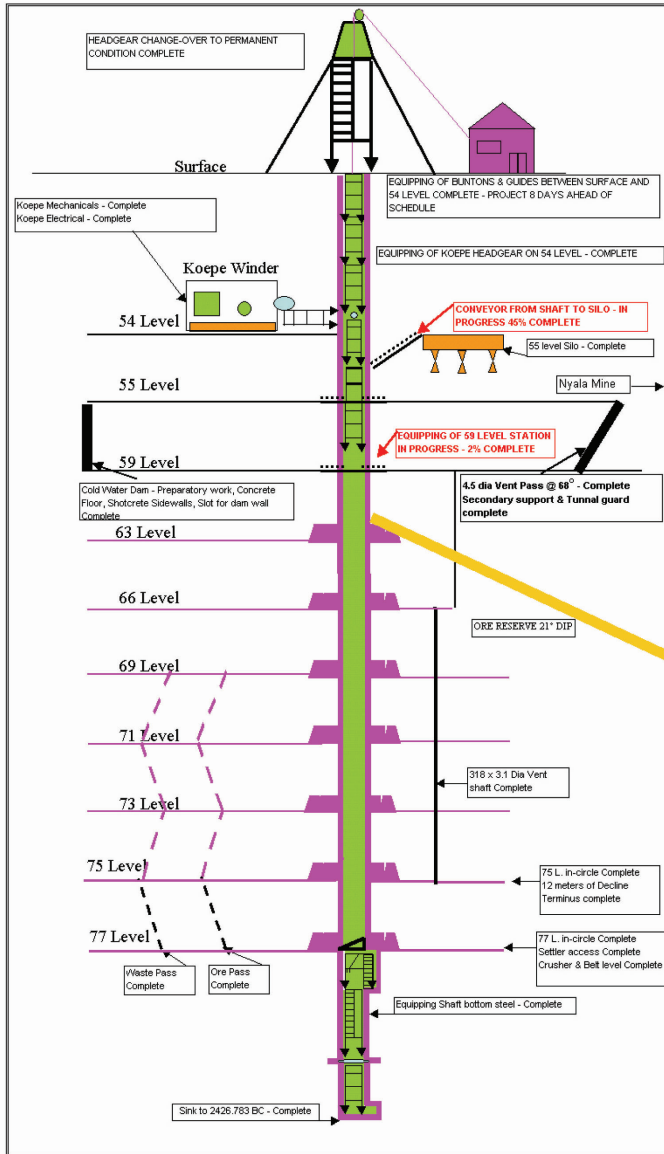 HEADGEAR CHANGE-OVER TO PERMANENT
CONDITION COMPLETE
Surface
EQUIPPING OF BUNTONS & GUIDES BETWEEN SURFACE AND
54 LEVEL COMPLETE - PROJECT 8 DAYS AHEAD OF
SCHEDULE
Koepe Mechanicals - Complete
Koepe Electrical - Complete
EQUIPPING OF KOEPE HEADGEAR ON 54 LEVEL - COMPLETE
Koepe Winder
CONVEYOR FROM SHAFT TO SILO - IN
PROGRESS 45% COMPLETE
54 Level
55 level Silo - Complete
55 Level
Nyala Mine
EQUIPPING OF 59 LEVEL STATION
IN PROGRESS - 2% COMPLETE
59 Level
Cold Water Dam - Preparatory work, Concrete
Floor, Shotcrete Sidewalls, Slot for dam wall
Complete
4.5 dia Vent Pass @ 68° - Complete
Secondary support & Tunnal guard
complete
63 Level
66 Level
ORE RESERVE 21° DIP
69 Level
71 Level
318 x 3.1 Dia Vent
shaft Complete
73 Level
75 Level
75 L. in-circle Complete
12 meters of Decline
Terminus complete
77 Level
77 L. in-circle Complete
Settler access Complete
Crusher & Belt level Complete
Waste Pass
Complete
Ore Pass
Complete
Equipping Shaft bottom steel - Complete
Sink to 2426.783 BC - Complete